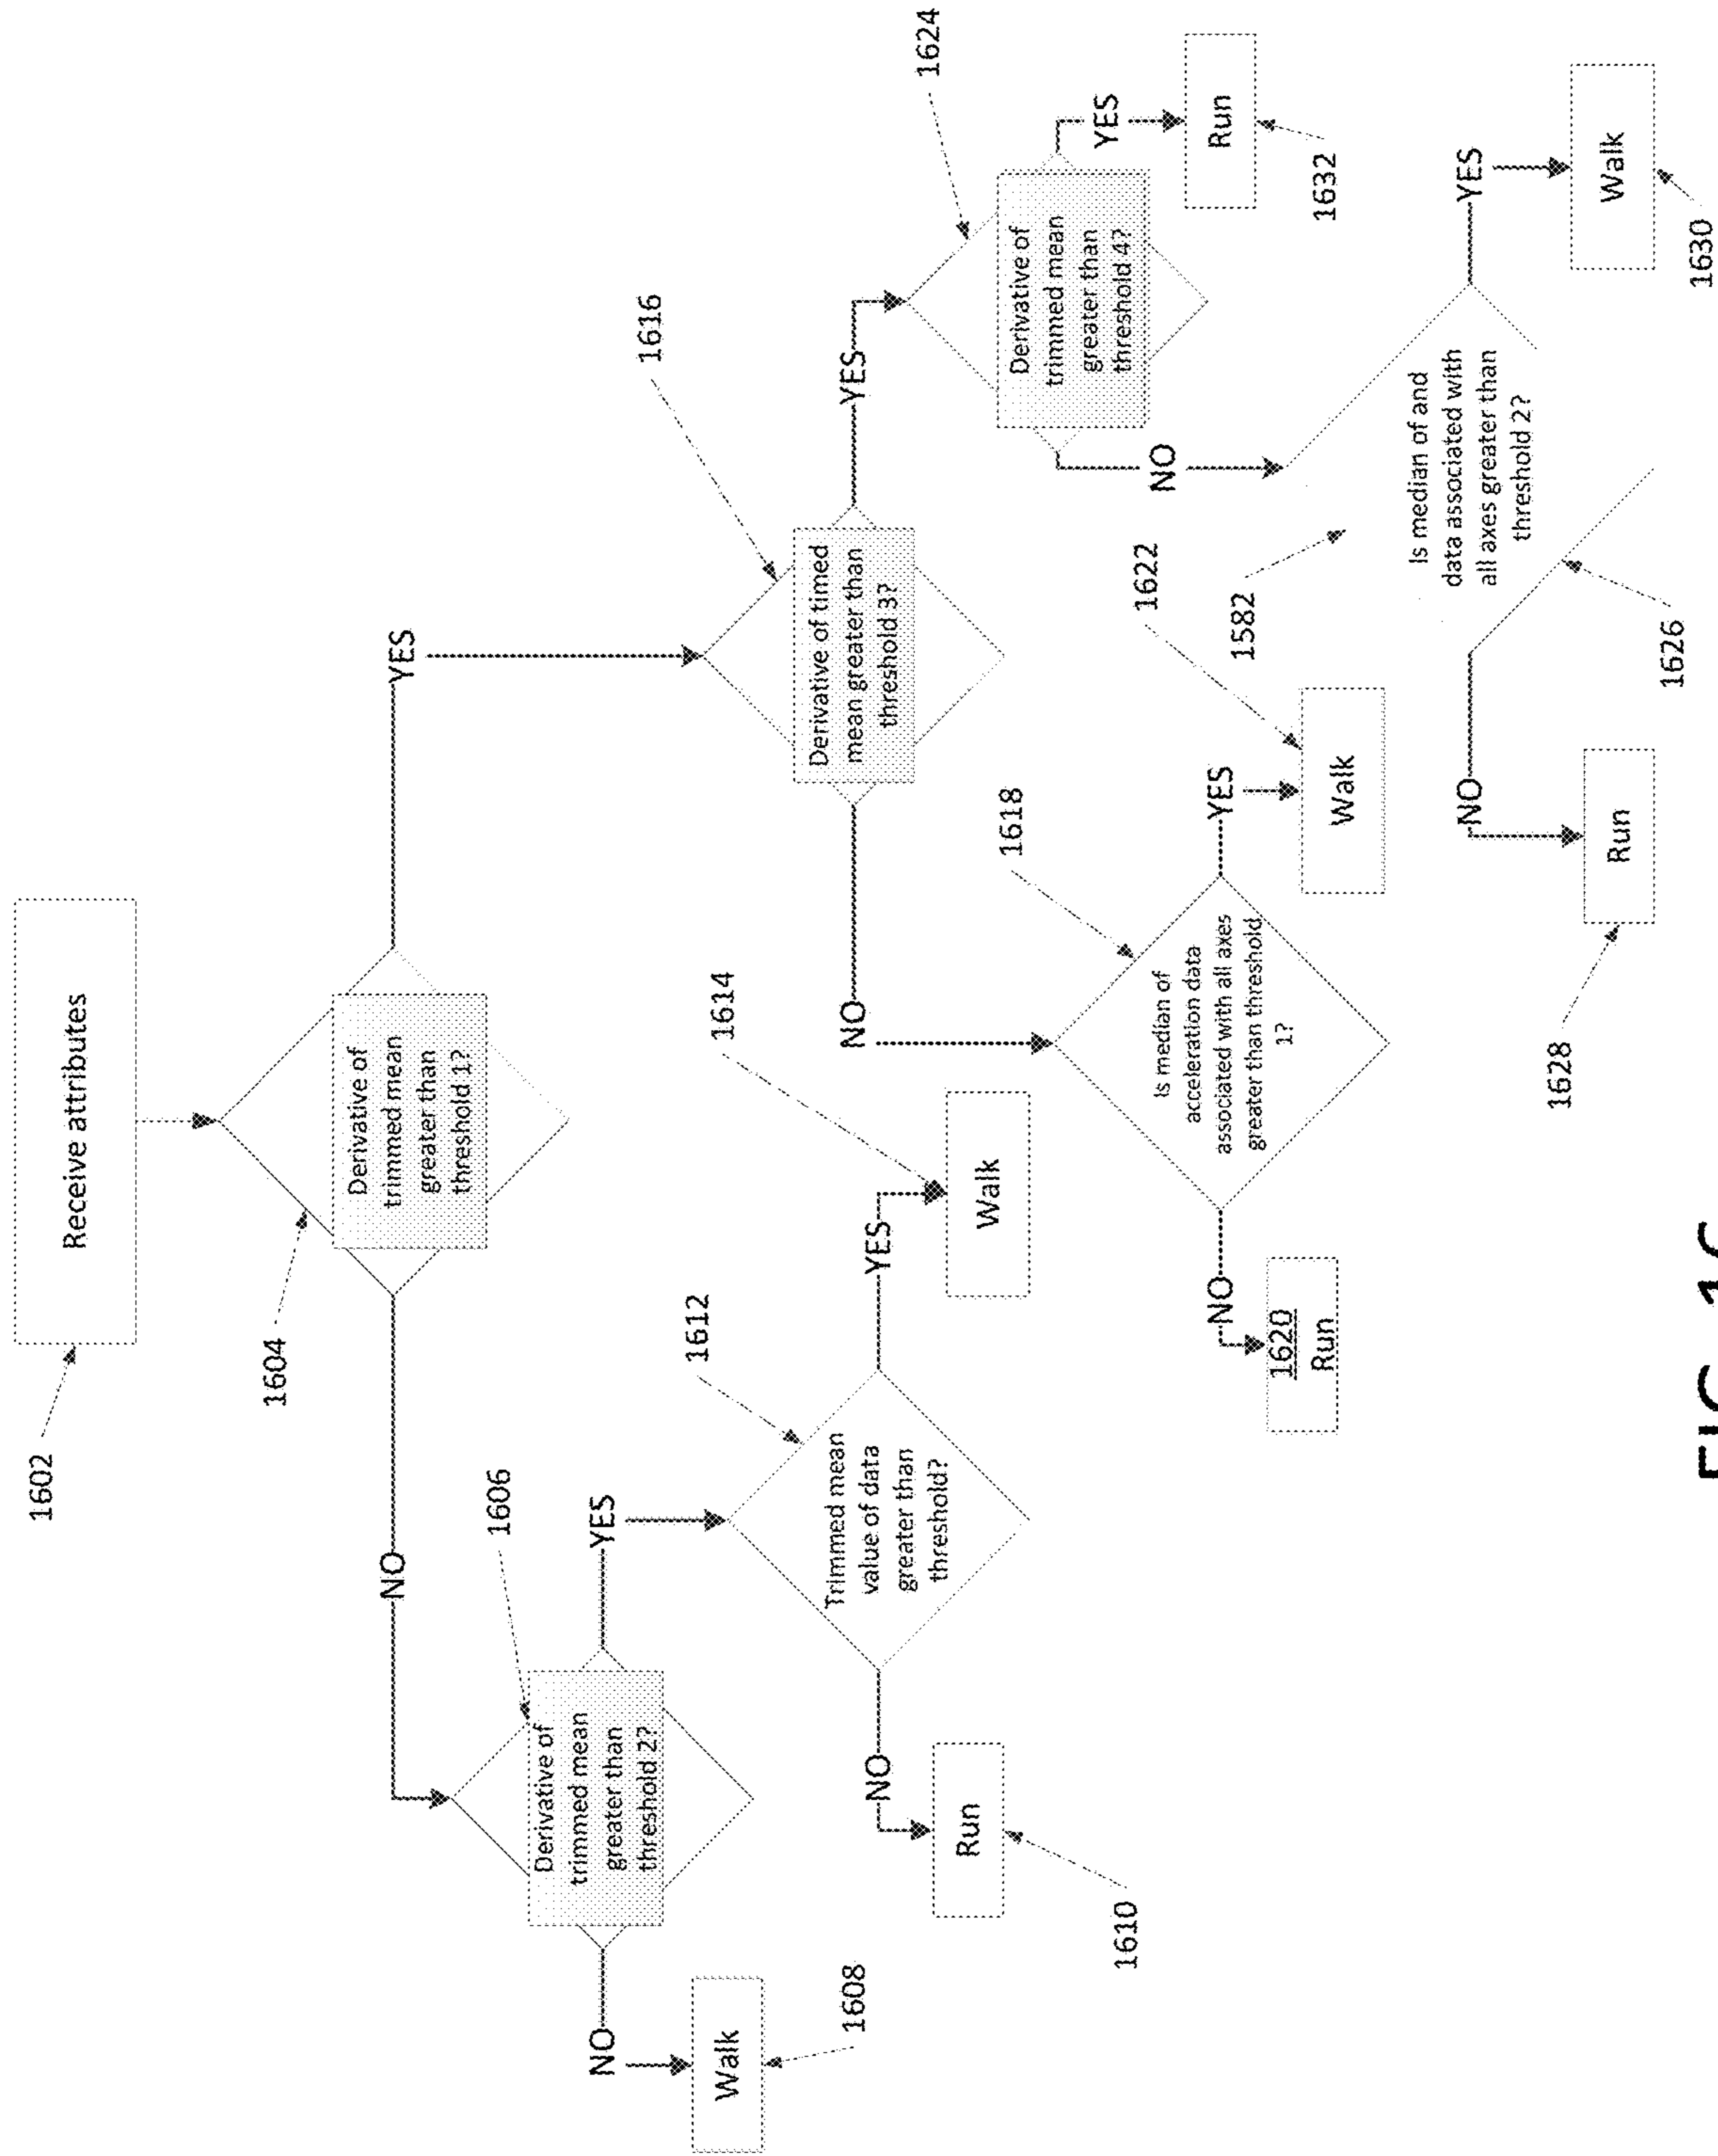 1602
Receive attributes
1604
Derivative of
trimmed mean
greater than
threshold 1?
NO
YES
1606
Derivative of
trimmed mean
greater than
threshold 2?
NO
YES
Walk
1608
1612
Trimmed mean
value of data
greater than
threshold?
NO
YES
Run
1610
1614
Walk
1616
Derivative of timed
mean greater than
threshold 3?
NO
YES
1618
Is median of
acceleration data
associated with all axes
greater than threshold
1?
NO
YES
1620
Run
1622
Walk
1624
Derivative of
trimmed mean
greater than
threshold 4?
NO
YES
Run
1632
1582
Is median of and
data associated with
all axes greater than
threshold 2?
1626
NO
YES
Run
1628
Walk
1630